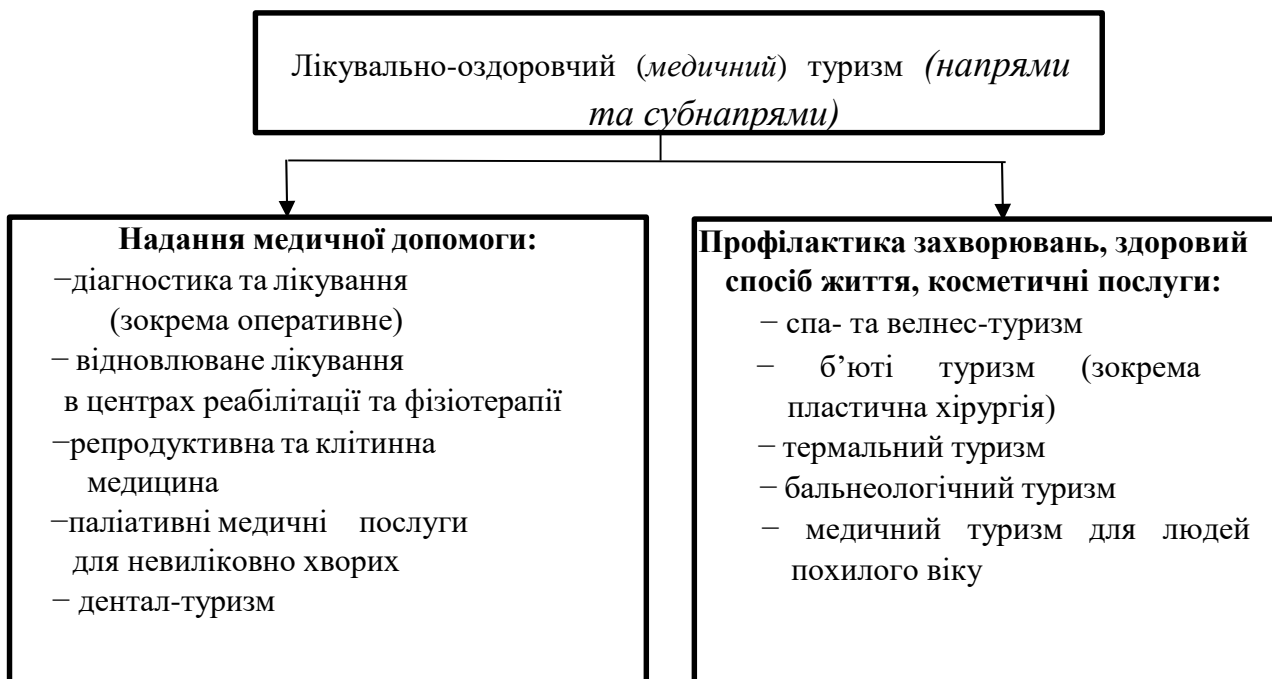 Лікувально-оздоровчий (медичний) туризм (напрями
та субнапрями)
Надання медичної допомоги:
−діагностика та лікування
(зокрема оперативне)
− відновлюване лікування
в центрах реабілітації та фізіотерапії
−репродуктивна та клітинна
медицина
−паліативні медичні послуги
для невиліковно хворих
− дентал-туризм
Профілактика захворювань, здоровий
спосіб життя, косметичні послуги:
− спа- та велнес-туризм
− б’юті туризм (зокрема
пластична хірургія)
− термальний туризм
− бальнеологічний туризм
− медичний туризм для людей
похилого віку